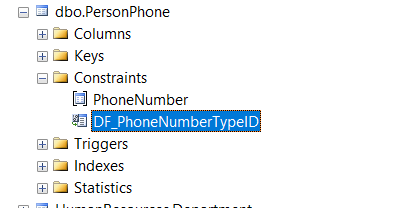 dbo.PersonPhone
Columns
Keys
Constraints
PhoneNumber
DF_PhoneNumberTypeID
Triggers
Indexes
Statistics
HumanResources.Department